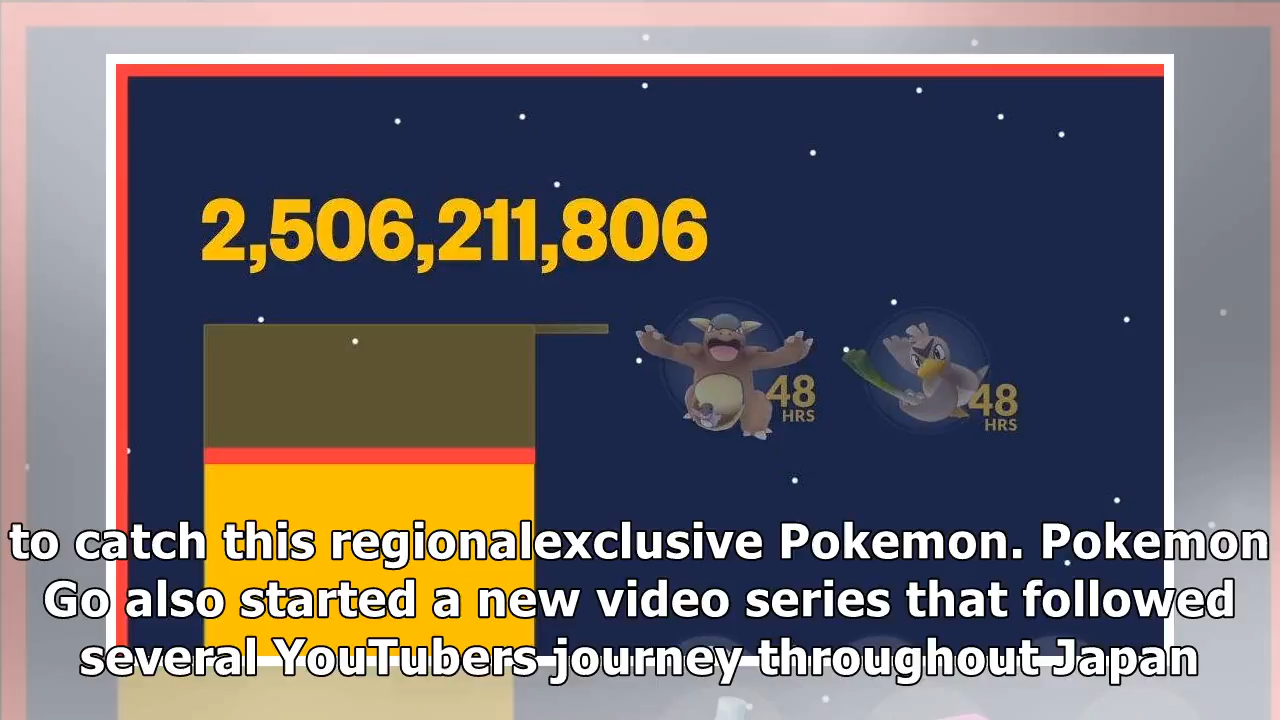 2,506,211,806
48
HRS
48
HRS
to catch this regionalexclusive Pokemon. Pokemon
Go also started a new video series that followed
several YouTubers journey throughout Japan